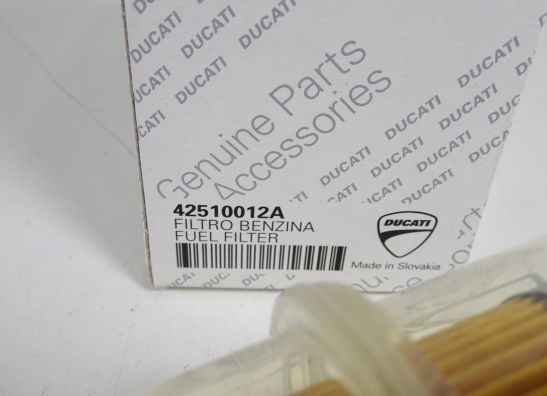 DUCATI DUCATI
DUCATI DUCATI DUCATI
DUCATI DUCATI
DUCATI
Genuine Parts
Accessories
DUCATI DUCATI DUCATI
DUCATI DUCATI
42510012A
FILTRO BENZINA
FUEL FILTER
DUCATI
Made in Slovakia